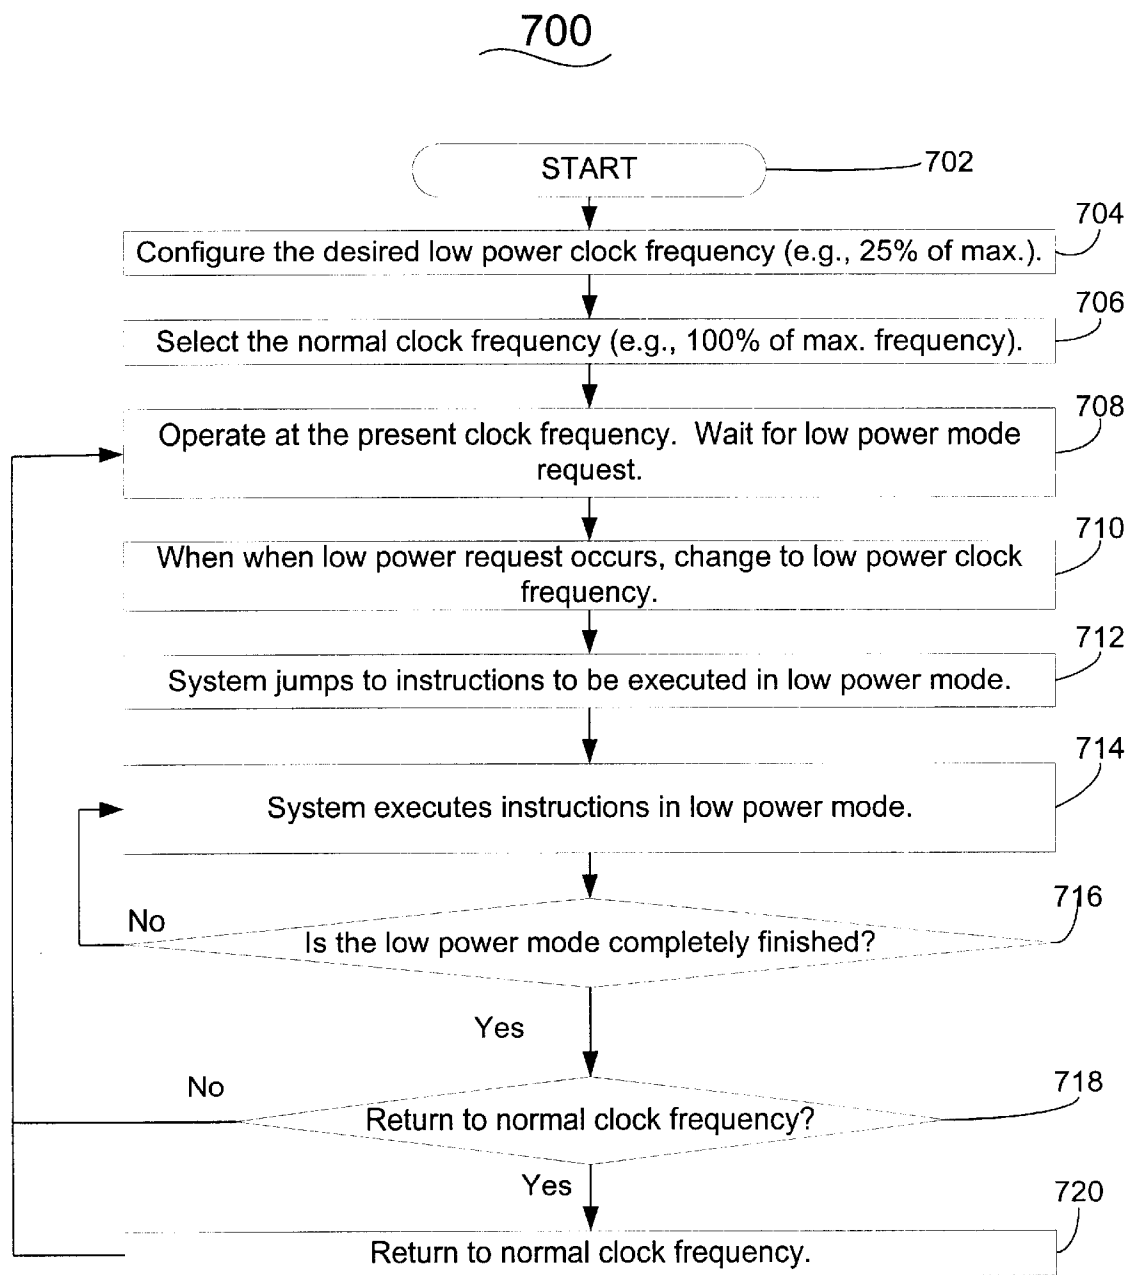 700
START
702
704
Configure the desired low power clock frequency (e.g., 25% of max.).
706
Select the normal clock frequency (e.g., 100% of max. frequency).
708
Operate at the present clock frequency. Wait for low power mode
request.
710
When when low power request occurs, change to low power clock
frequency.
712
System jumps to instructions to be executed in low power mode.
714
System executes instructions in low power mode.
716
No
Is the low power mode completely finished?
Yes
718
No
Return to normal clock frequency?
Yes
720
Return to normal clock frequency.